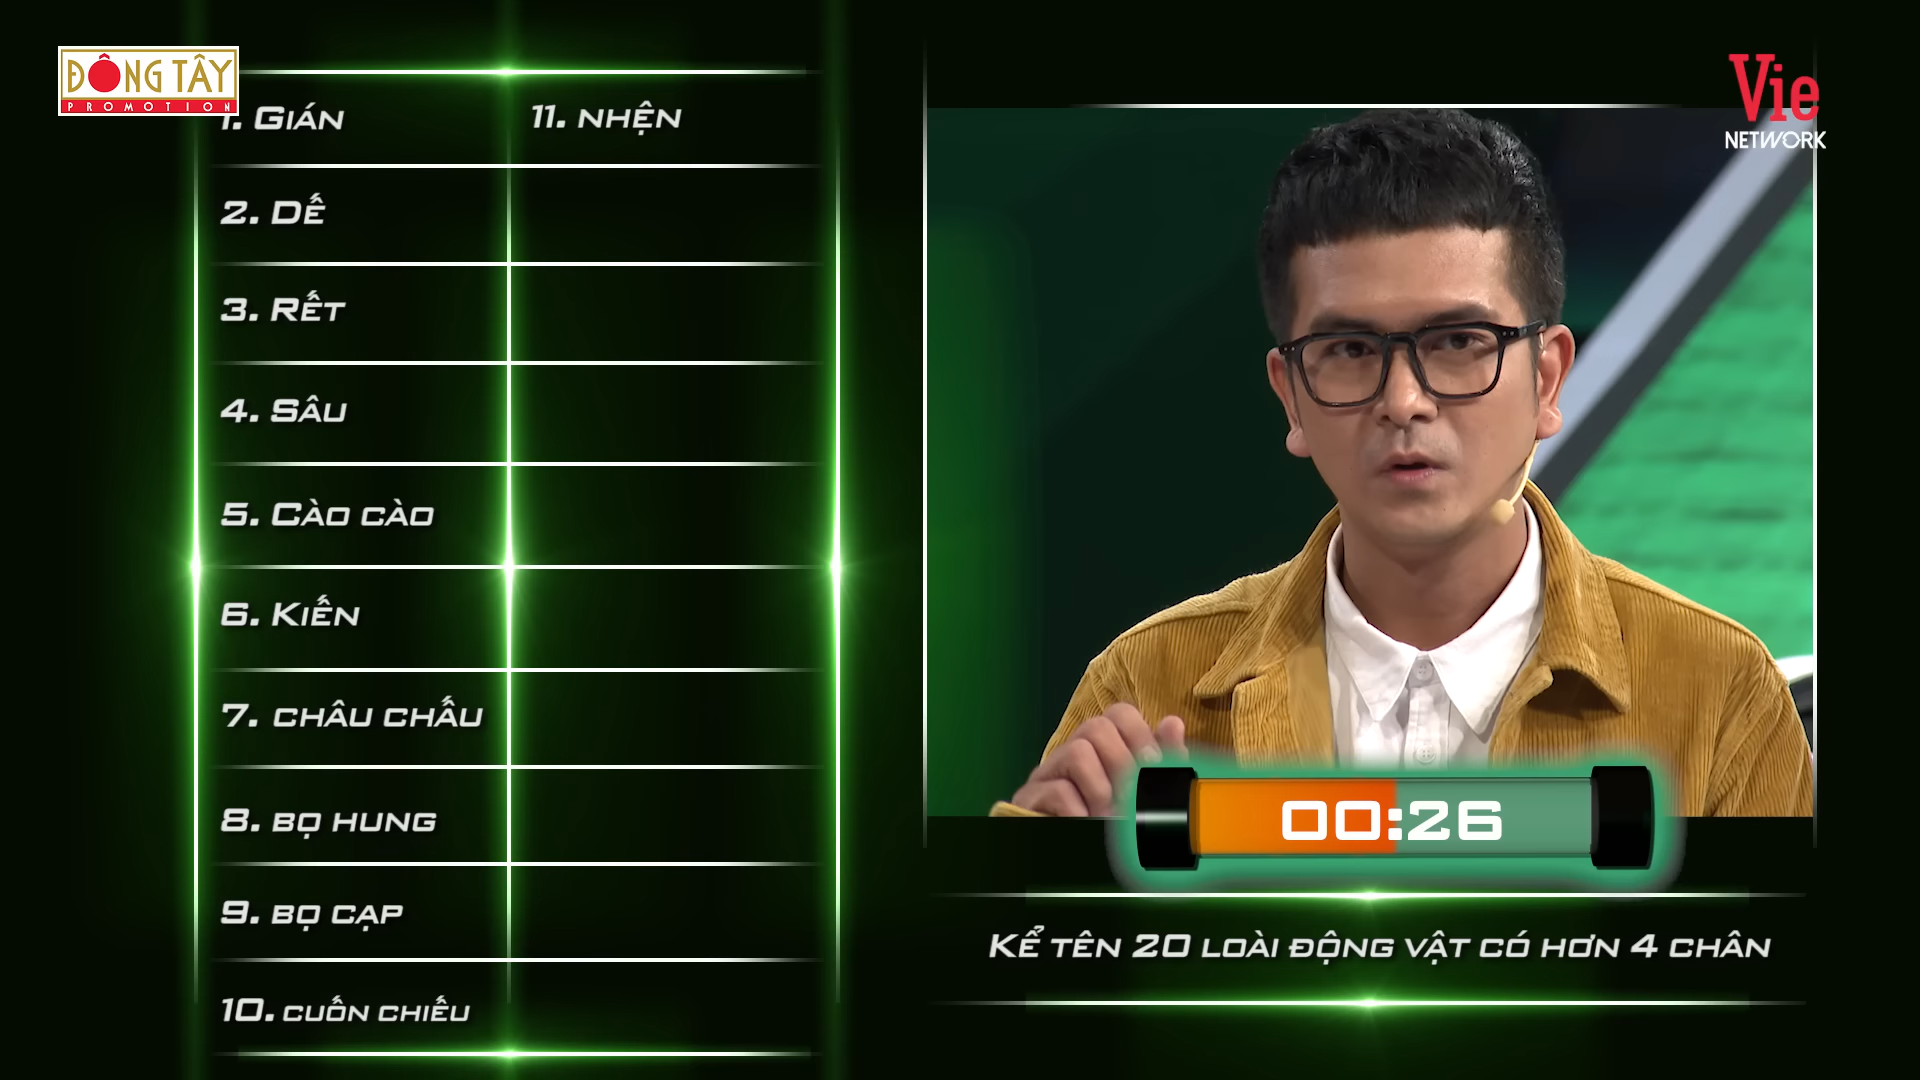 ĐÔNG TÂY
PROMOTION
Vie
NETWORK
1. GIÁN
11. NHỆN
2. DẾ
3. RẾT
4. SÂU
5. CÀO CÀO
6. KIẾN
7. CHÂU CHẤU
8. BỌ HUNG
9. BỌ CẠP
10. CUỐN CHIẾU
00:26
KỂ TÊN 20 LOÀI ĐỘNG VẬT CÓ HƠN 4 CHÂN